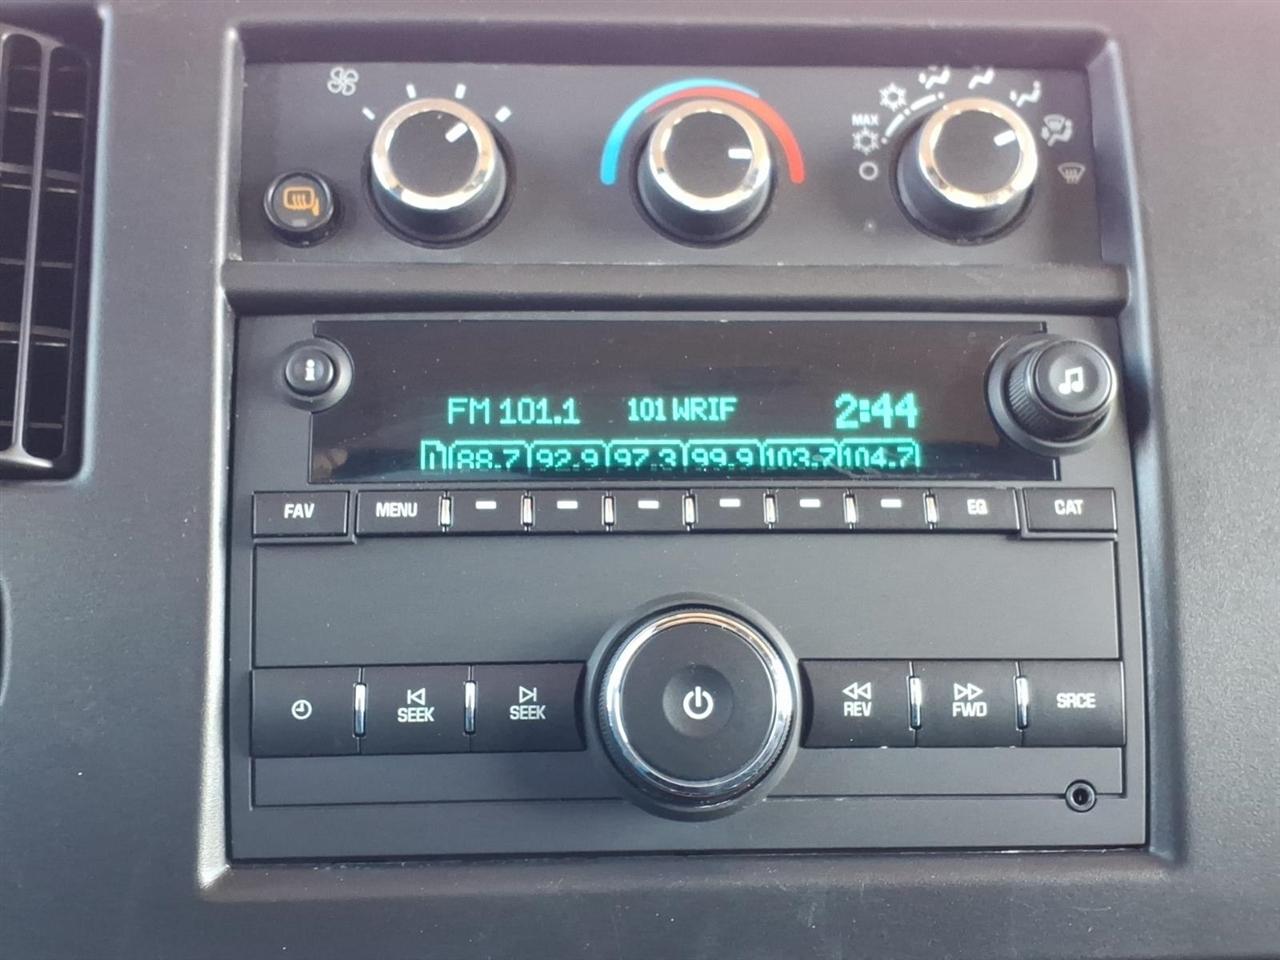 MAX
i
FM 101.1 101 WRIF 2:44
88.7 92.9 97.3 99.9 103.7 104.7
FAV MENU EQ CAT
SEEK SEEK REV FWD SRCE